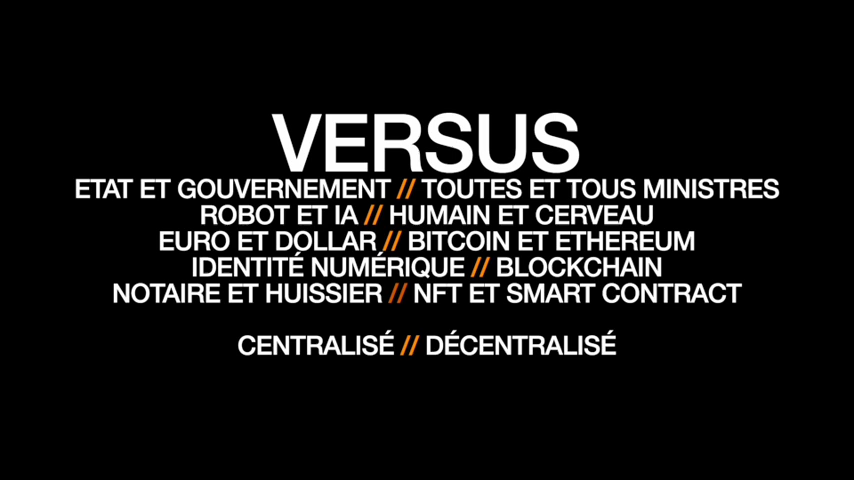 VERSUS
ETAT ET GOUVERNEMENT // TOUTES ET TOUS MINISTRES
ROBOT ET IA // HUMAIN ET CERVEAU
EURO ET DOLLAR // BITCOIN ET ETHEREUM
IDENTITÉ NUMÉRIQUE // BLOCKCHAIN
NOTAIRE ET HUISSIER // NFT ET SMART CONTRACT
CENTRALISÉ // DÉCENTRALISÉ